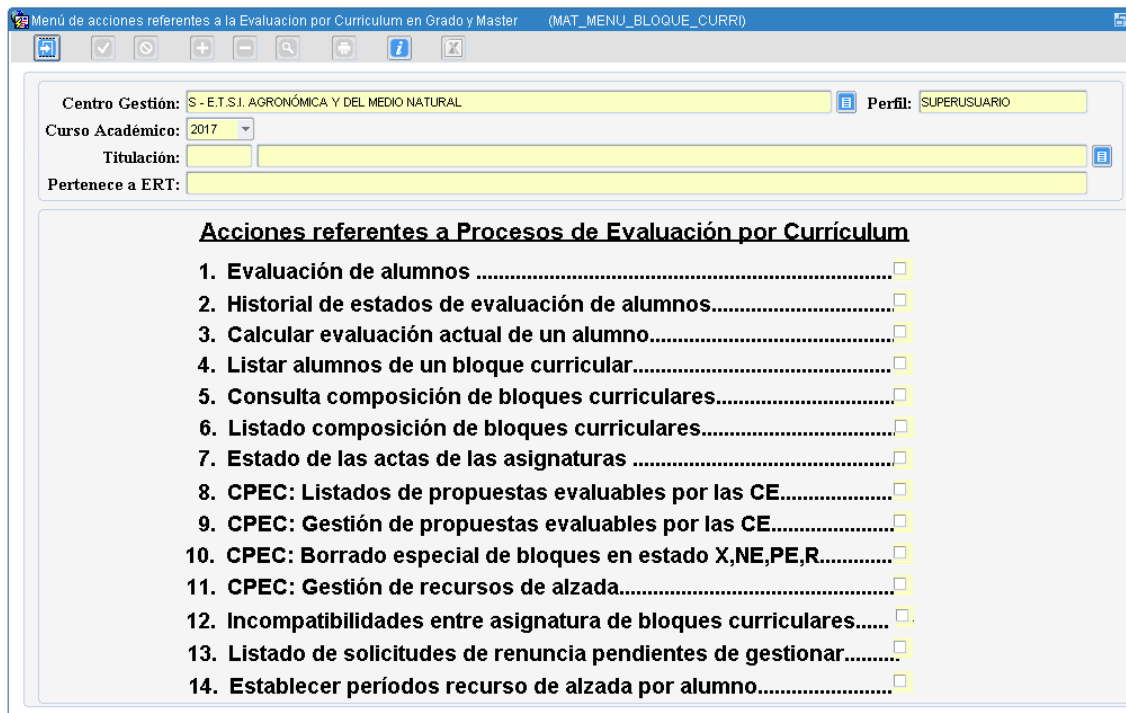 Menú de acciones referentes a la Evaluacion por Curriculum en Grado y Master (MAT_MENU_BLOQUE_CURRI)
Centro Gestión: S - E.T.S.I. AGRONÓMICA Y DEL MEDIO NATURAL Perfil: SUPERUSUARIO
Curso Académico: 2017
Titulación:
Pertenece a ERT:
Acciones referentes a Procesos de Evaluación por Currículum
1. Evaluación de alumnos ..........................................................................
2. Historial de estados de evaluación de alumnos................................
3. Calcular evaluación actual de un alumno...........................................
4. Listar alumnos de un bloque curricular..............................................
5. Consulta composición de bloques curriculares...............................
6. Listado composición de bloques curriculares..................................
7. Estado de las actas de las asignaturas ..............................................
8. CPEC: Listados de propuestas evaluables por las CE....................
9. CPEC: Gestión de propuestas evaluables por las CE......................
10. CPEC: Borrado especial de bloques en estado X,NE,PE,R.............
11. CPEC: Gestión de recursos de alzada.................................................
12. Incompatibilidades entre asignatura de bloques curriculares...... .
13. Listado de solicitudes de renuncia pendientes de gestionar..........
14. Establecer períodos recurso de alzada por alumno........................